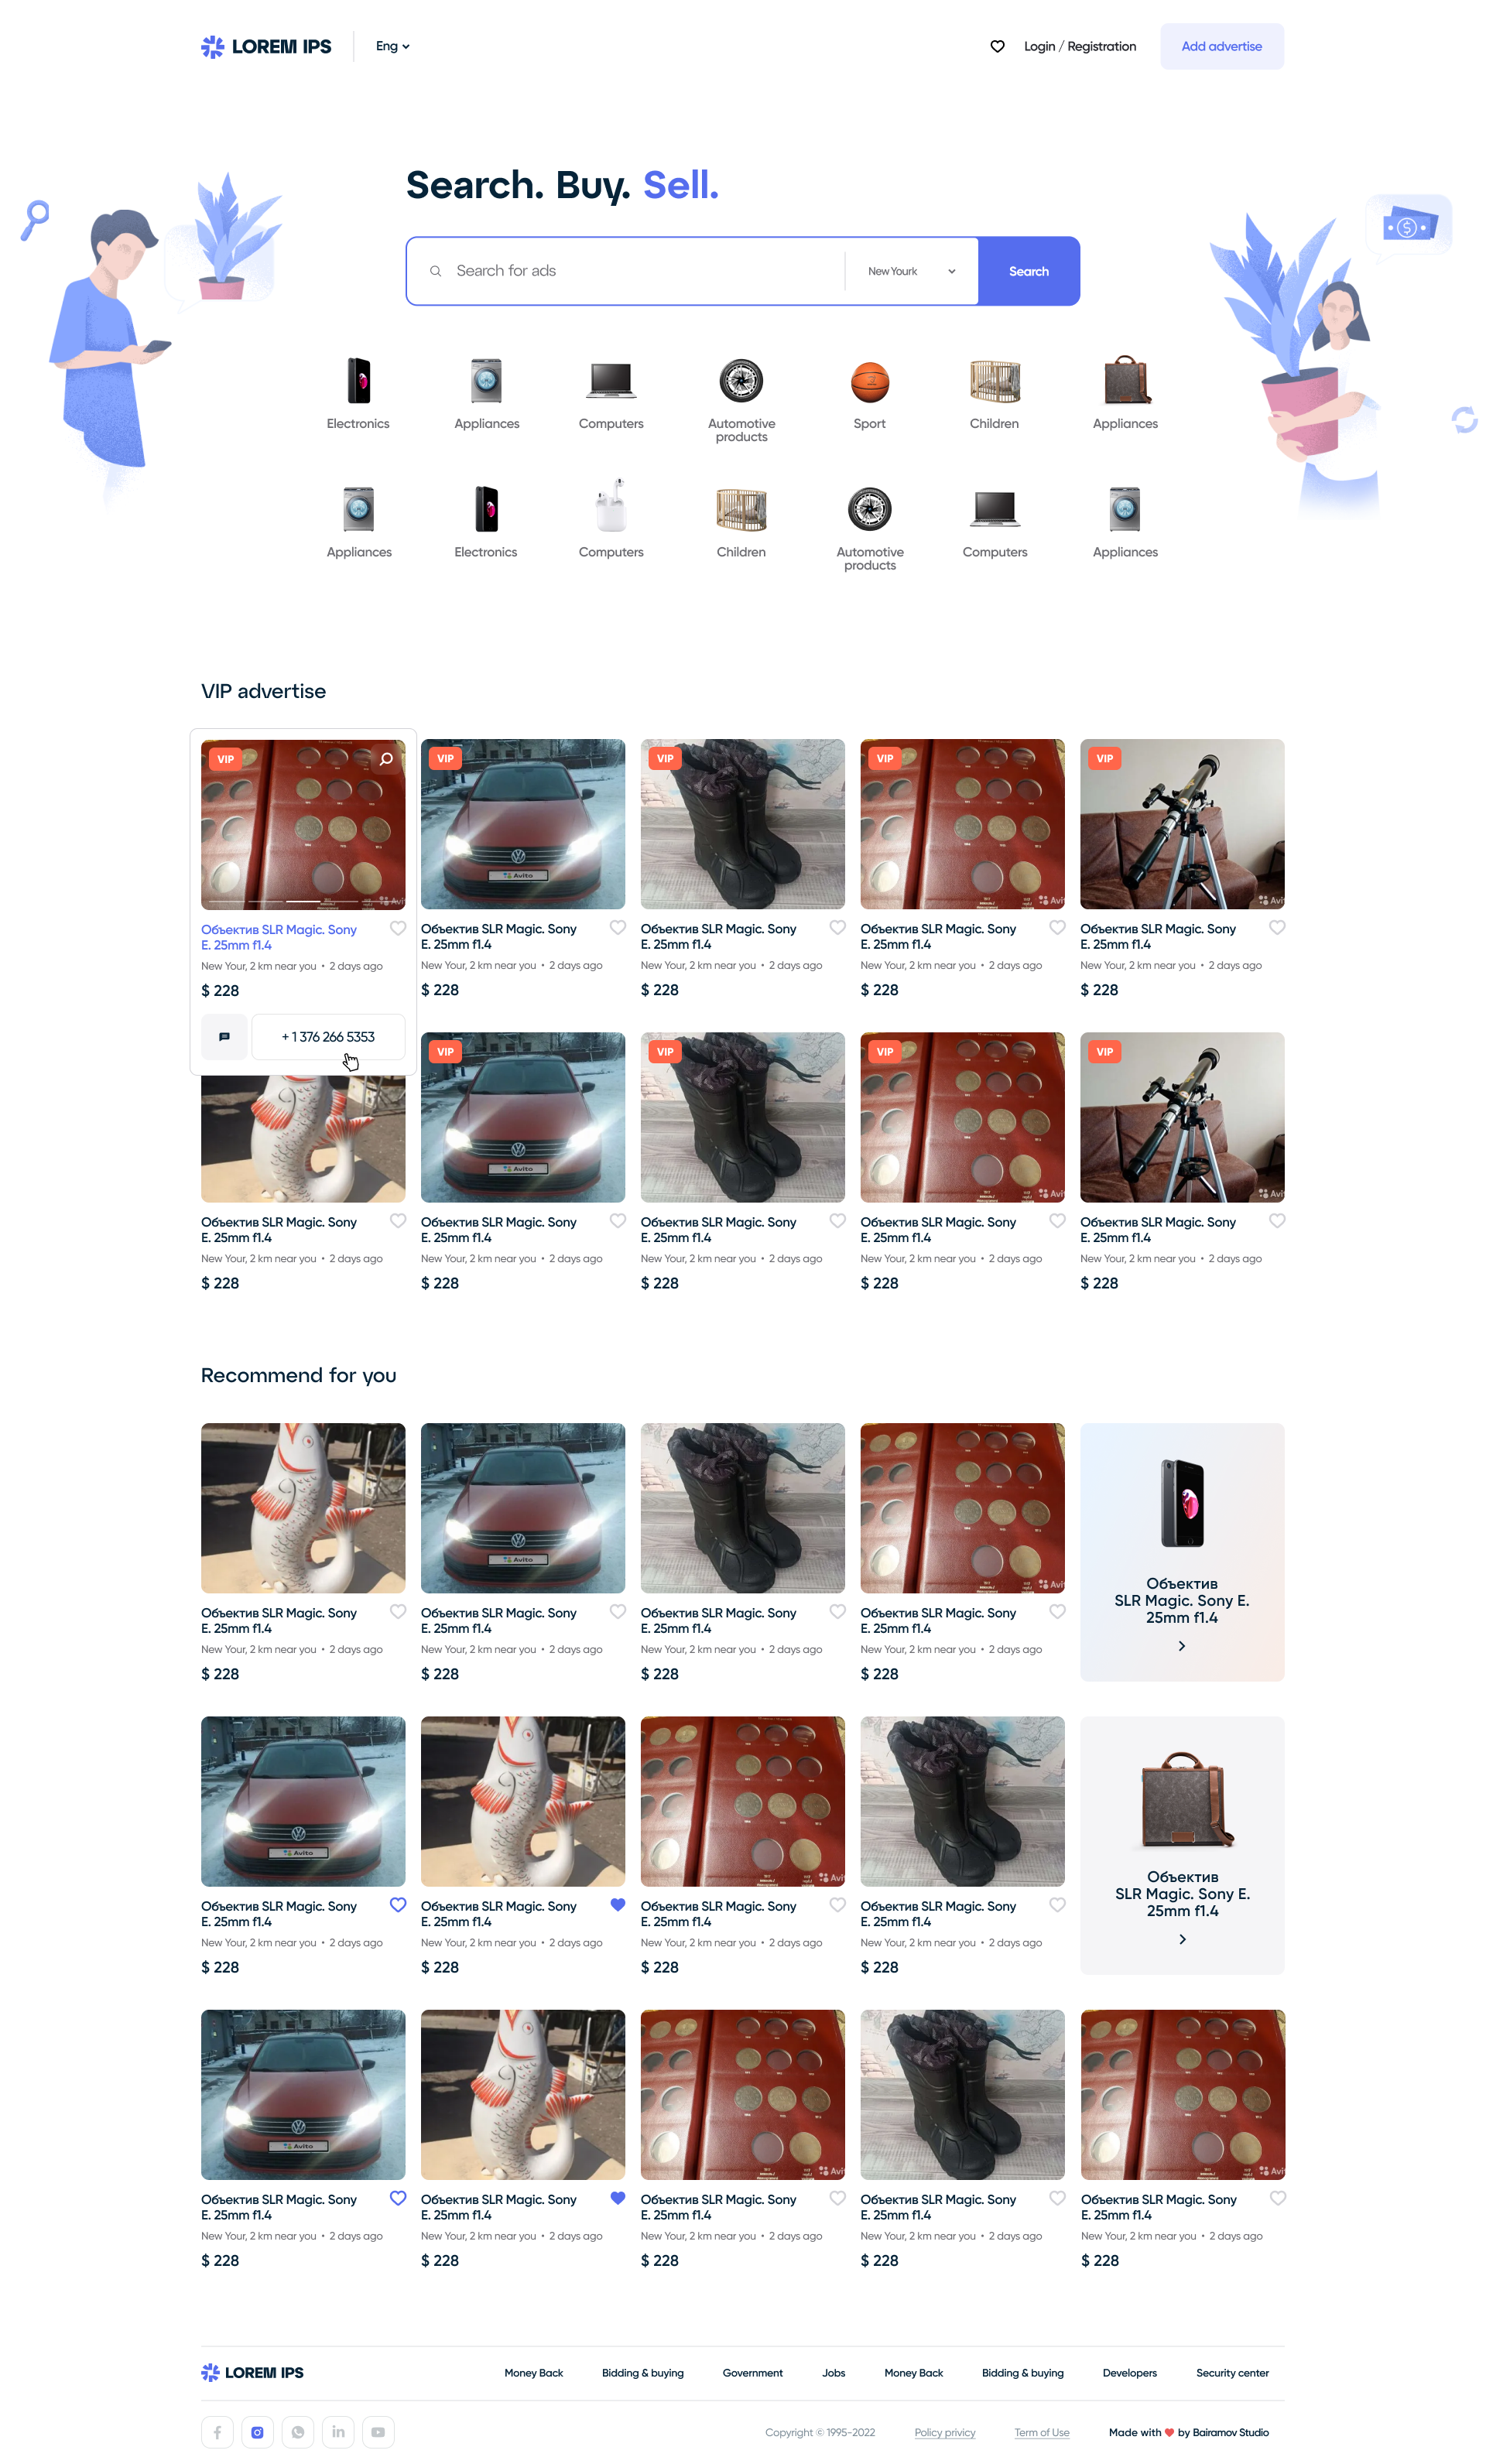 LOREM IPS
Eng
Login / Registration
Add advertise
Search. Buy. Sell.
Search for ads
New Yourk
Search
Electronics
Appliances
Computers
Automotive
products
Sport
Children
Appliances
Appliances
Electronics
Computers
Children
Automotive
products
Computers
Appliances
VIP advertise
VIP
Объектив SLR Magic. Sony
E. 25mm f1.4
New Your, 2 km near you • 2 days ago
$ 228
+ 1 376 266 5353
VIP
Avito
Объектив SLR Magic. Sony
E. 25mm f1.4
New Your, 2 km near you • 2 days ago
$ 228
VIP
Объектив SLR Magic. Sony
E. 25mm f1.4
New Your, 2 km near you • 2 days ago
$ 228
VIP
Avi
Объектив SLR Magic. Sony
E. 25mm f1.4
New Your, 2 km near you • 2 days ago
$ 228
VIP
Avi
Объектив SLR Magic. Sony
E. 25mm f1.4
New Your, 2 km near you • 2 days ago
$ 228
Объектив SLR Magic. Sony
E. 25mm f1.4
New Your, 2 km near you • 2 days ago
$ 228
VIP
Avito
Объектив SLR Magic. Sony
E. 25mm f1.4
New Your, 2 km near you • 2 days ago
$ 228
VIP
Объектив SLR Magic. Sony
E. 25mm f1.4
New Your, 2 km near you • 2 days ago
$ 228
VIP
Avi
Объектив SLR Magic. Sony
E. 25mm f1.4
New Your, 2 km near you • 2 days ago
$ 228
VIP
Avi
Объектив SLR Magic. Sony
E. 25mm f1.4
New Your, 2 km near you • 2 days ago
$ 228
Recommend for you
Объектив SLR Magic. Sony
E. 25mm f1.4
New Your, 2 km near you • 2 days ago
$ 228
Avito
Объектив SLR Magic. Sony
E. 25mm f1.4
New Your, 2 km near you • 2 days ago
$ 228
Объектив SLR Magic. Sony
E. 25mm f1.4
New Your, 2 km near you • 2 days ago
$ 228
Avi
Объектив SLR Magic. Sony
E. 25mm f1.4
New Your, 2 km near you • 2 days ago
$ 228
Объектив
SLR Magic. Sony E.
25mm f1.4
Avito
Объектив SLR Magic. Sony
E. 25mm f1.4
New Your, 2 km near you • 2 days ago
$ 228
Объектив SLR Magic. Sony
E. 25mm f1.4
New Your, 2 km near you • 2 days ago
$ 228
Avi
Объектив SLR Magic. Sony
E. 25mm f1.4
New Your, 2 km near you • 2 days ago
$ 228
Объектив SLR Magic. Sony
E. 25mm f1.4
New Your, 2 km near you • 2 days ago
$ 228
Объектив
SLR Magic. Sony E.
25mm f1.4
Avito
Объектив SLR Magic. Sony
E. 25mm f1.4
New Your, 2 km near you • 2 days ago
$ 228
Объектив SLR Magic. Sony
E. 25mm f1.4
New Your, 2 km near you • 2 days ago
$ 228
Avi
Объектив SLR Magic. Sony
E. 25mm f1.4
New Your, 2 km near you • 2 days ago
$ 228
Объектив SLR Magic. Sony
E. 25mm f1.4
New Your, 2 km near you • 2 days ago
$ 228
Avi
Объектив SLR Magic. Sony
E. 25mm f1.4
New Your, 2 km near you • 2 days ago
$ 228
LOREM IPS
Money Back
Bidding & buying
Government
Jobs
Money Back
Bidding & buying
Developers
Security center
Copyright © 1995-2022
Policy privicy
Term of Use
Made with ❤ by Bairamov Studio